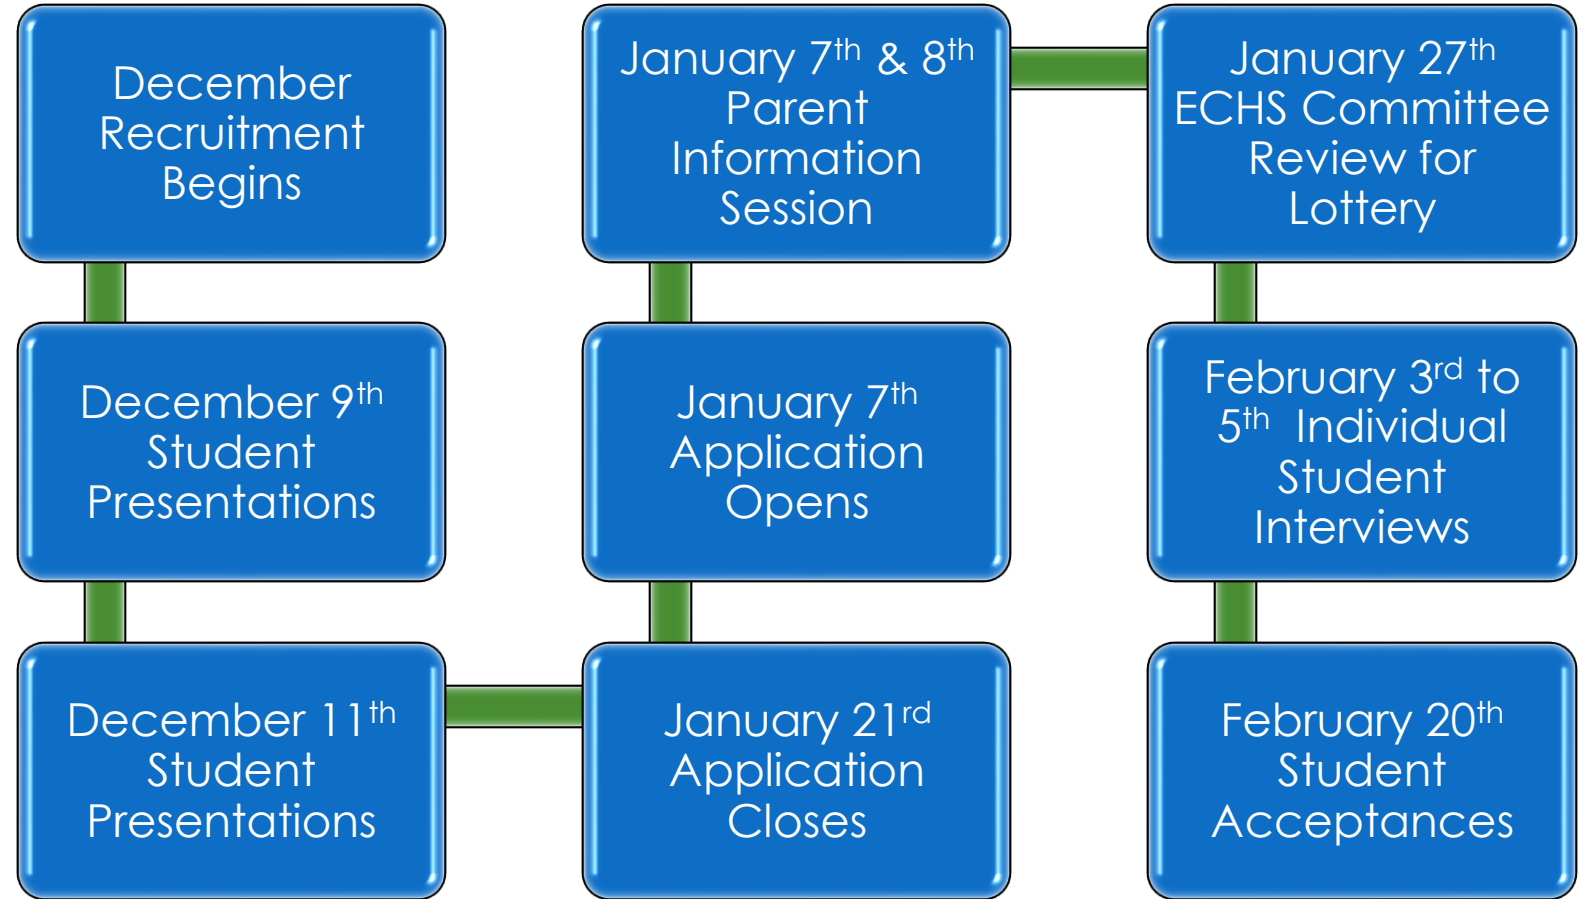 December
Recruitment
Begins
December 9th
Student
Presentations
December 11th
Student
Presentations
January 21rd
Application
Closes
January 7th
Application
Opens
January 7th & 8th
Parent
Information
Session
January 27th
ECHS Committee
Review for
Lottery
February 3rd to
5th Individual
Student
Interviews
February 20th
Student
Acceptances